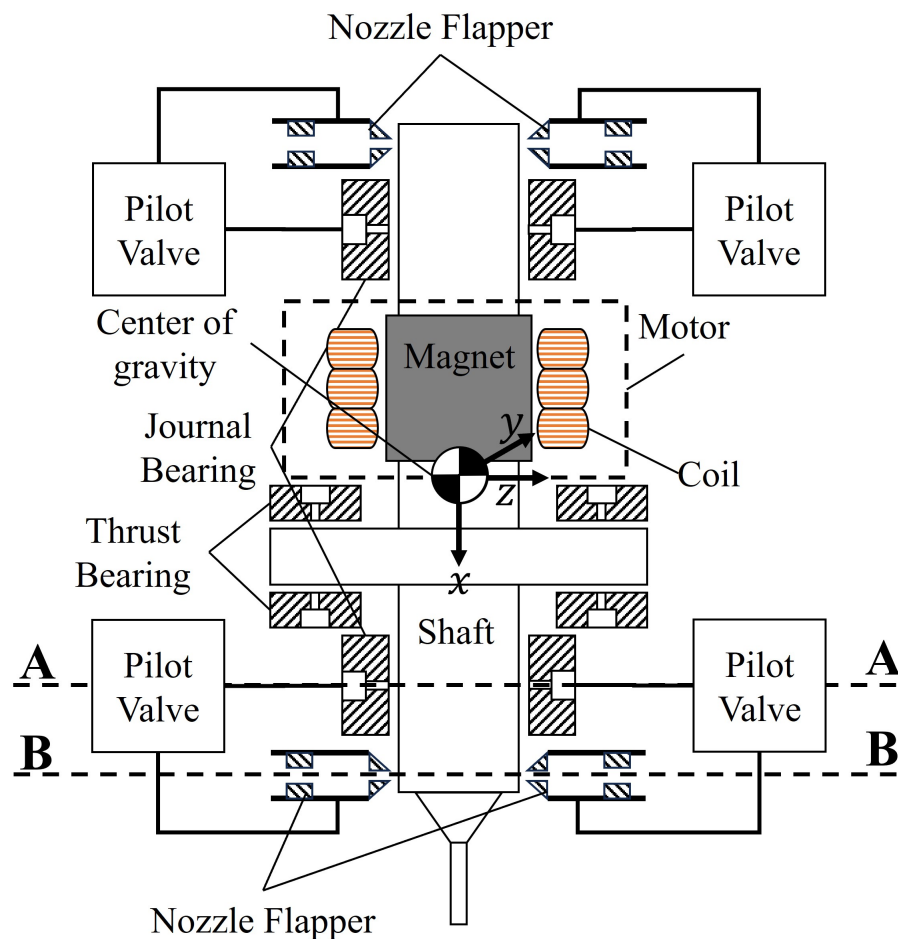 Nozzle Flapper
Pilot
Valve
Pilot
Valve
Center of
gravity
Magnet
Motor
Journal
Bearing
y
Coil
z
Thrust
Bearing
x
Shaft
A
Pilot
Valve
Pilot
Valve
A
B
B
Nozzle Flapper